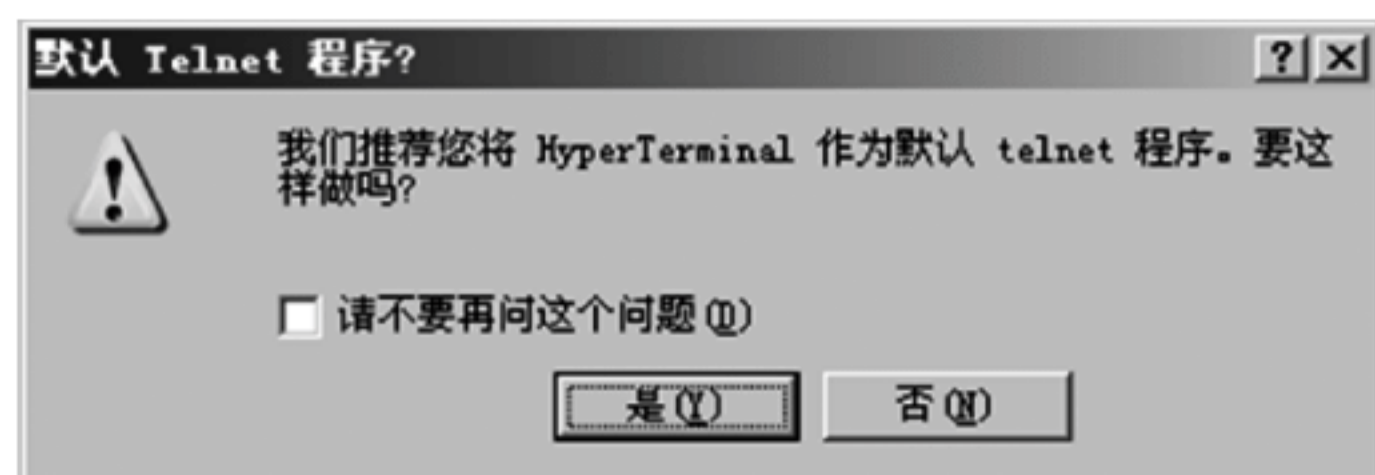 默认 Telnet 程序?
我们推荐您将 HyperTerminal 作为默认 telnet 程序。要这
样做吗?
请不要再问这个问题(D)
是(Y) 否(N)